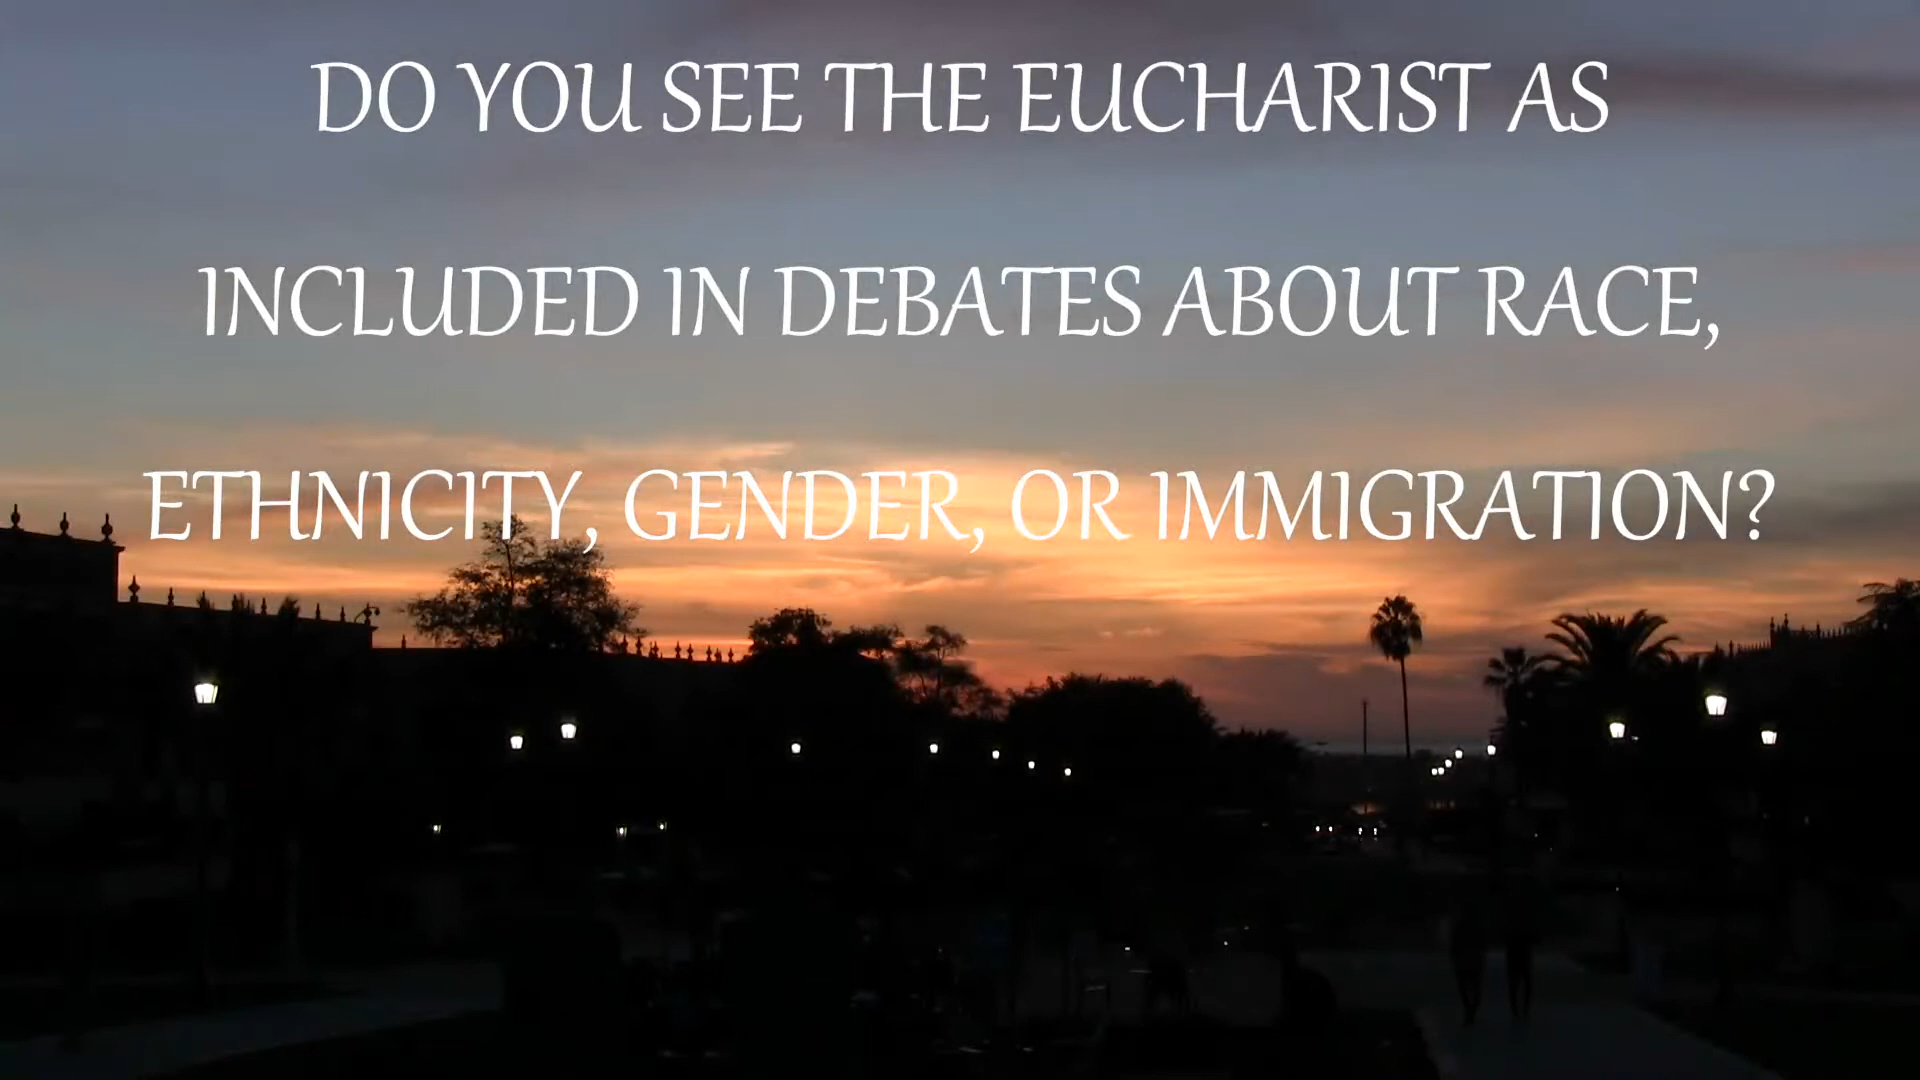 DO YOU SEE THE EUCHARIST AS
INCLUDED IN DEBATES ABOUT RACE,
ETHNICITY, GENDER, OR IMMIGRATION?